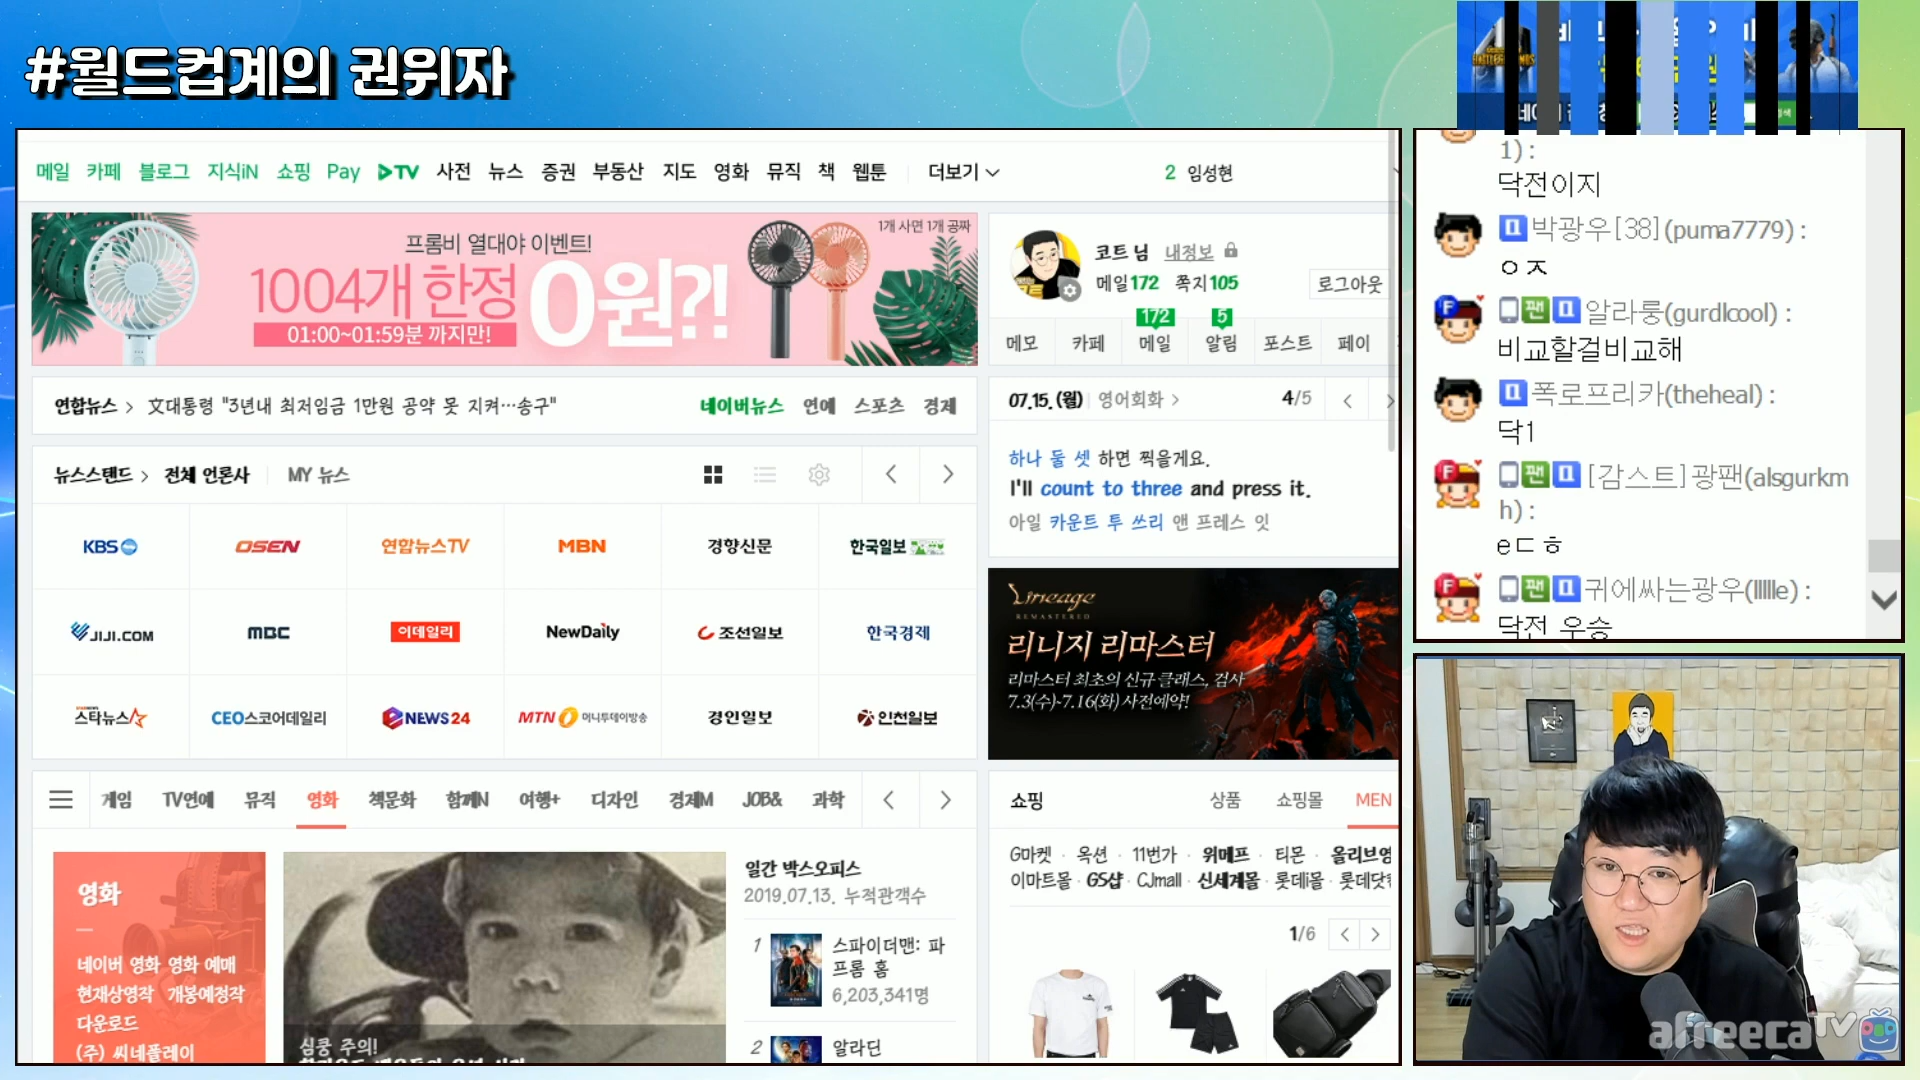 #월드컵계의 권위자
메일 카페 블로그 지식iN 쇼핑 Pay TV 사전 뉴스 증권 부동산 지도 영화 뮤직 책 웹툰 더보기
2 임성현
1개 사면 1개 공짜
프롬비 열대야 이벤트!
1004개 한정
0원?!
01:00~01:59분 까지만!
코트 님 내정보
메일172 쪽지105
로그아웃
172 5
메모 카페 메일 알림 포스트 페이
연합뉴스 > 文대통령 "3년내 최저임금 1만원 공약 못 지켜…송구"
네이버뉴스 연예 스포츠 경제
07.15.(월) 영어회화 >
4/5
하나 둘 셋 하면 찍을게요.
I'll count to three and press it.
아일 카운트 투 쓰리 앤 프레스 잇
뉴스스탠드 > 전체 언론사 MY 뉴스
KBS OSEN 연합뉴스TV MBN 경향신문 한국일보
JIJI.COM MBC 이데일리 NewDaily 조선일보 한국경제
스타뉴스 CEO스코어데일리 eNEWS24 MTN 머니투데이방송 경인일보 인천일보
Lineage
REMASTERED
리니지 리마스터
리마스터 최초의 신규 클래스, 검사
7.3(수)~7.16(화) 사전예약!
게임 TV연예 뮤직 영화 책문화 함께N 여행+ 디자인 경제M JOB& 과학
쇼핑 상품 쇼핑몰 MEN
G마켓 · 옥션 · 11번가 · 위메프 · 티몬 · 올리브영
이마트몰 · GS샵 · CJmall · 신세계몰 · 롯데i몰 · 롯데닷
1/6
영화
네이버 영화 영화 예매
현재상영작 개봉예정작
다운로드
(주) 씨네플레이
심쿵 주의!
일간 박스오피스
2019.07.13. 누적관객수
1 스파이더맨: 파
프롬 홈
6,203,341명
2 알라딘
1) :
닥전이지
박광우[38](puma7779) :
ㅇㅈ
팬 알라룽(gurdlcool) :
비교할걸비교해
폭로프리카(theheal) :
닥1
팬 [감스트]광팬(alsgurkm
h) :
eㄷㅎ
팬 귀에싸는광우(llllle) :
닥전 우승
afreecaTV